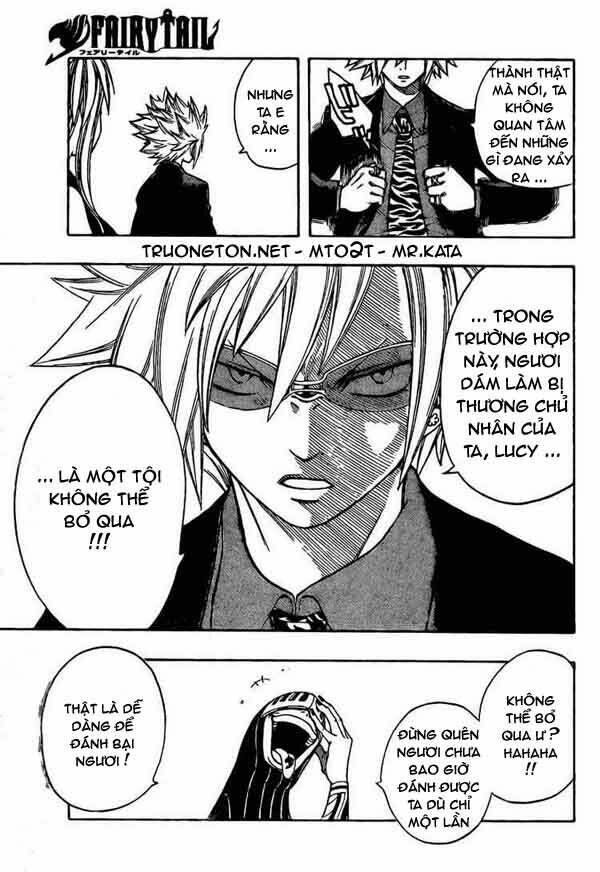 FAIRY TAIL
フェアリーテイル
THÀNH THẬT
MÀ NÓI, TA
KHÔNG
QUAN TÂM
ĐẾN NHỮNG
GÌ ĐANG XẢY
RA ...
NHƯNG
TA E
RẰNG
...
TRUONGTON.NET - MTO2T - MR.KATA
... TRONG
TRƯỜNG HỢP
NÀY, NGƯƠI
DÁM LÀM BỊ
THƯƠNG CHỦ
NHÂN CỦA
TA, LUCY ...
... LÀ MỘT TỘI
KHÔNG THỂ
BỎ QUA
!!!
KHÔNG
THỂ BỎ
QUA Ư?
HAHAHA
!!
ĐỪNG QUÊN
NGƯƠI CHƯA
BAO GIỜ
ĐÁNH ĐƯỢC
TA DÙ CHỈ
MỘT LẦN
THẬT LÀ DỄ
DÀNG ĐỂ
ĐÁNH BẠI
NGƯƠI!